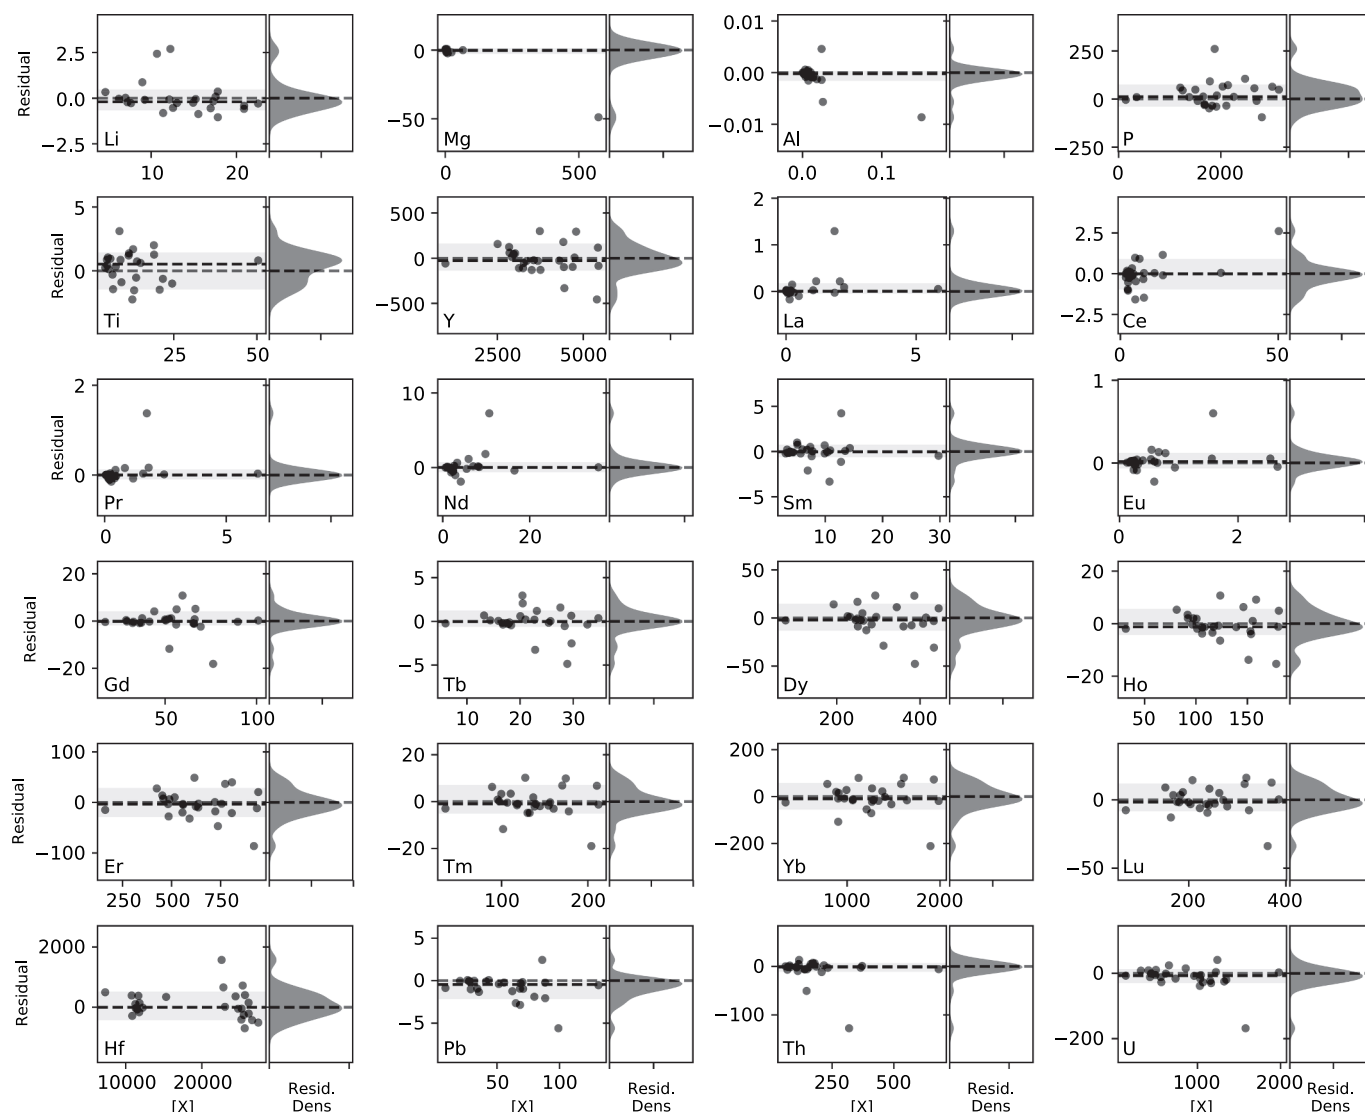 Residual
2.5
0.0
−2.5
Li
10
20
0
−50
Mg
0
500
0.01
0.00
−0.01
Al
0.0
0.1
250
0
−250
P
0
2000
Residual
5
0
Ti
25
50
500
0
−500
Y
2500
5000
2
1
0
La
0
5
2.5
0.0
−2.5
Ce
0
50
Residual
2
0
Pr
0
5
10
0
Nd
0
20
5
0
−5
Sm
10
20
30
1
0
Eu
0
2
Residual
20
0
−20
Gd
50
100
5
0
−5
Tb
10
20
30
50
0
−50
Dy
200
400
20
0
−20
Ho
50
100
150
Residual
100
0
−100
Er
250
500
750
20
0
−20
Tm
100
200
200
0
−200
Yb
1000
2000
50
0
−50
Lu
200
400
Residual
2000
0
Hf
10000
20000
[X]
Resid.
Dens
5
0
−5
Pb
50
100
[X]
Resid.
Dens
0
−100
Th
250
500
[X]
Resid.
Dens
0
−200
U
1000
2000
[X]
Resid.
Dens